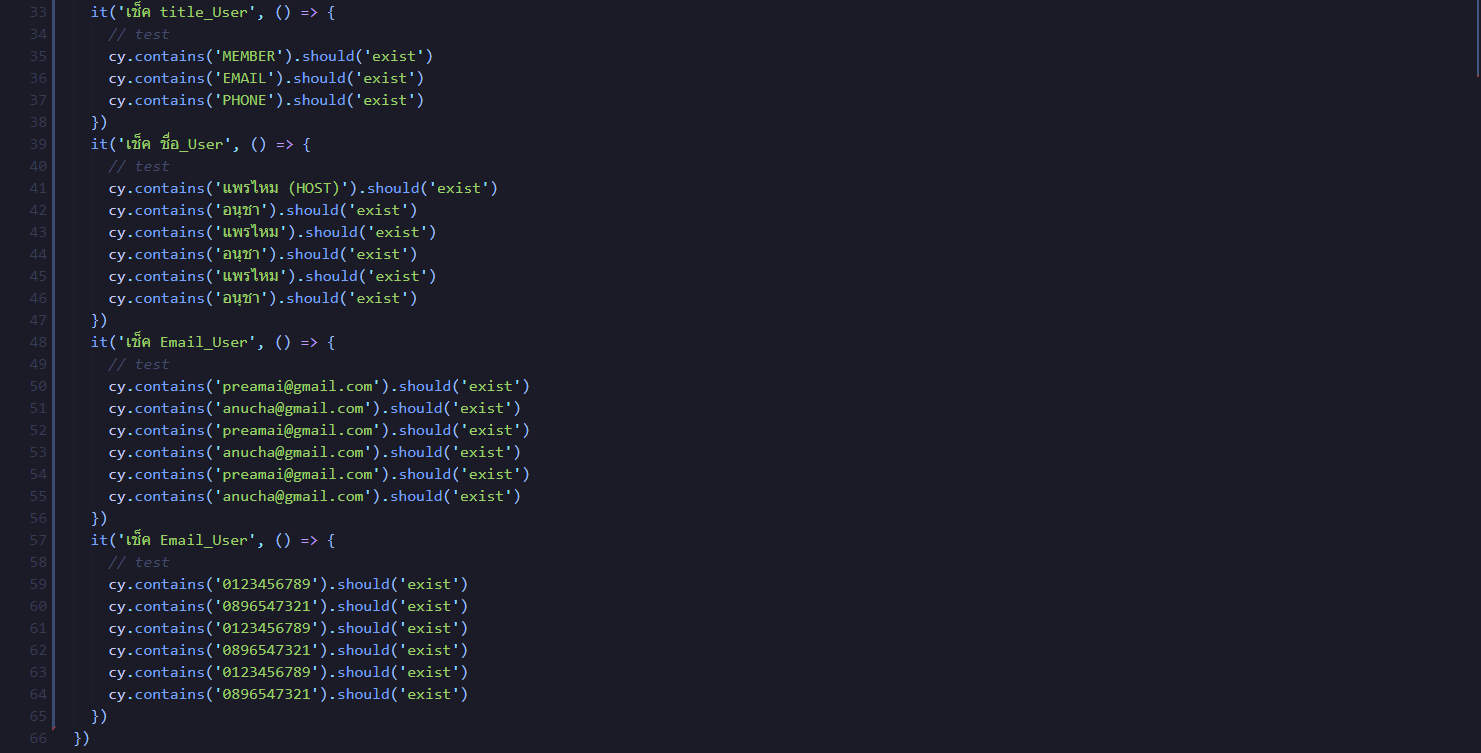 33 it('เช็ค title_User', () => {
34 // test
35 cy.contains('MEMBER').should('exist')
36 cy.contains('EMAIL').should('exist')
37 cy.contains('PHONE').should('exist')
38 })
39 it('เช็ค ชื่อ_User', () => {
40 // test
41 cy.contains('แพรไหม (HOST)').should('exist')
42 cy.contains('อนุชา').should('exist')
43 cy.contains('แพรไหม').should('exist')
44 cy.contains('อนุชา').should('exist')
45 cy.contains('แพรไหม').should('exist')
46 cy.contains('อนุชา').should('exist')
47 })
48 it('เช็ค Email_User', () => {
49 // test
50 cy.contains('preamai@gmail.com').should('exist')
51 cy.contains('anucha@gmail.com').should('exist')
52 cy.contains('preamai@gmail.com').should('exist')
53 cy.contains('anucha@gmail.com').should('exist')
54 cy.contains('preamai@gmail.com').should('exist')
55 cy.contains('anucha@gmail.com').should('exist')
56 })
57 it('เช็ค Email_User', () => {
58 // test
59 cy.contains('0123456789').should('exist')
60 cy.contains('0896547321').should('exist')
61 cy.contains('0123456789').should('exist')
62 cy.contains('0896547321').should('exist')
63 cy.contains('0123456789').should('exist')
64 cy.contains('0896547321').should('exist')
65 })
66 })